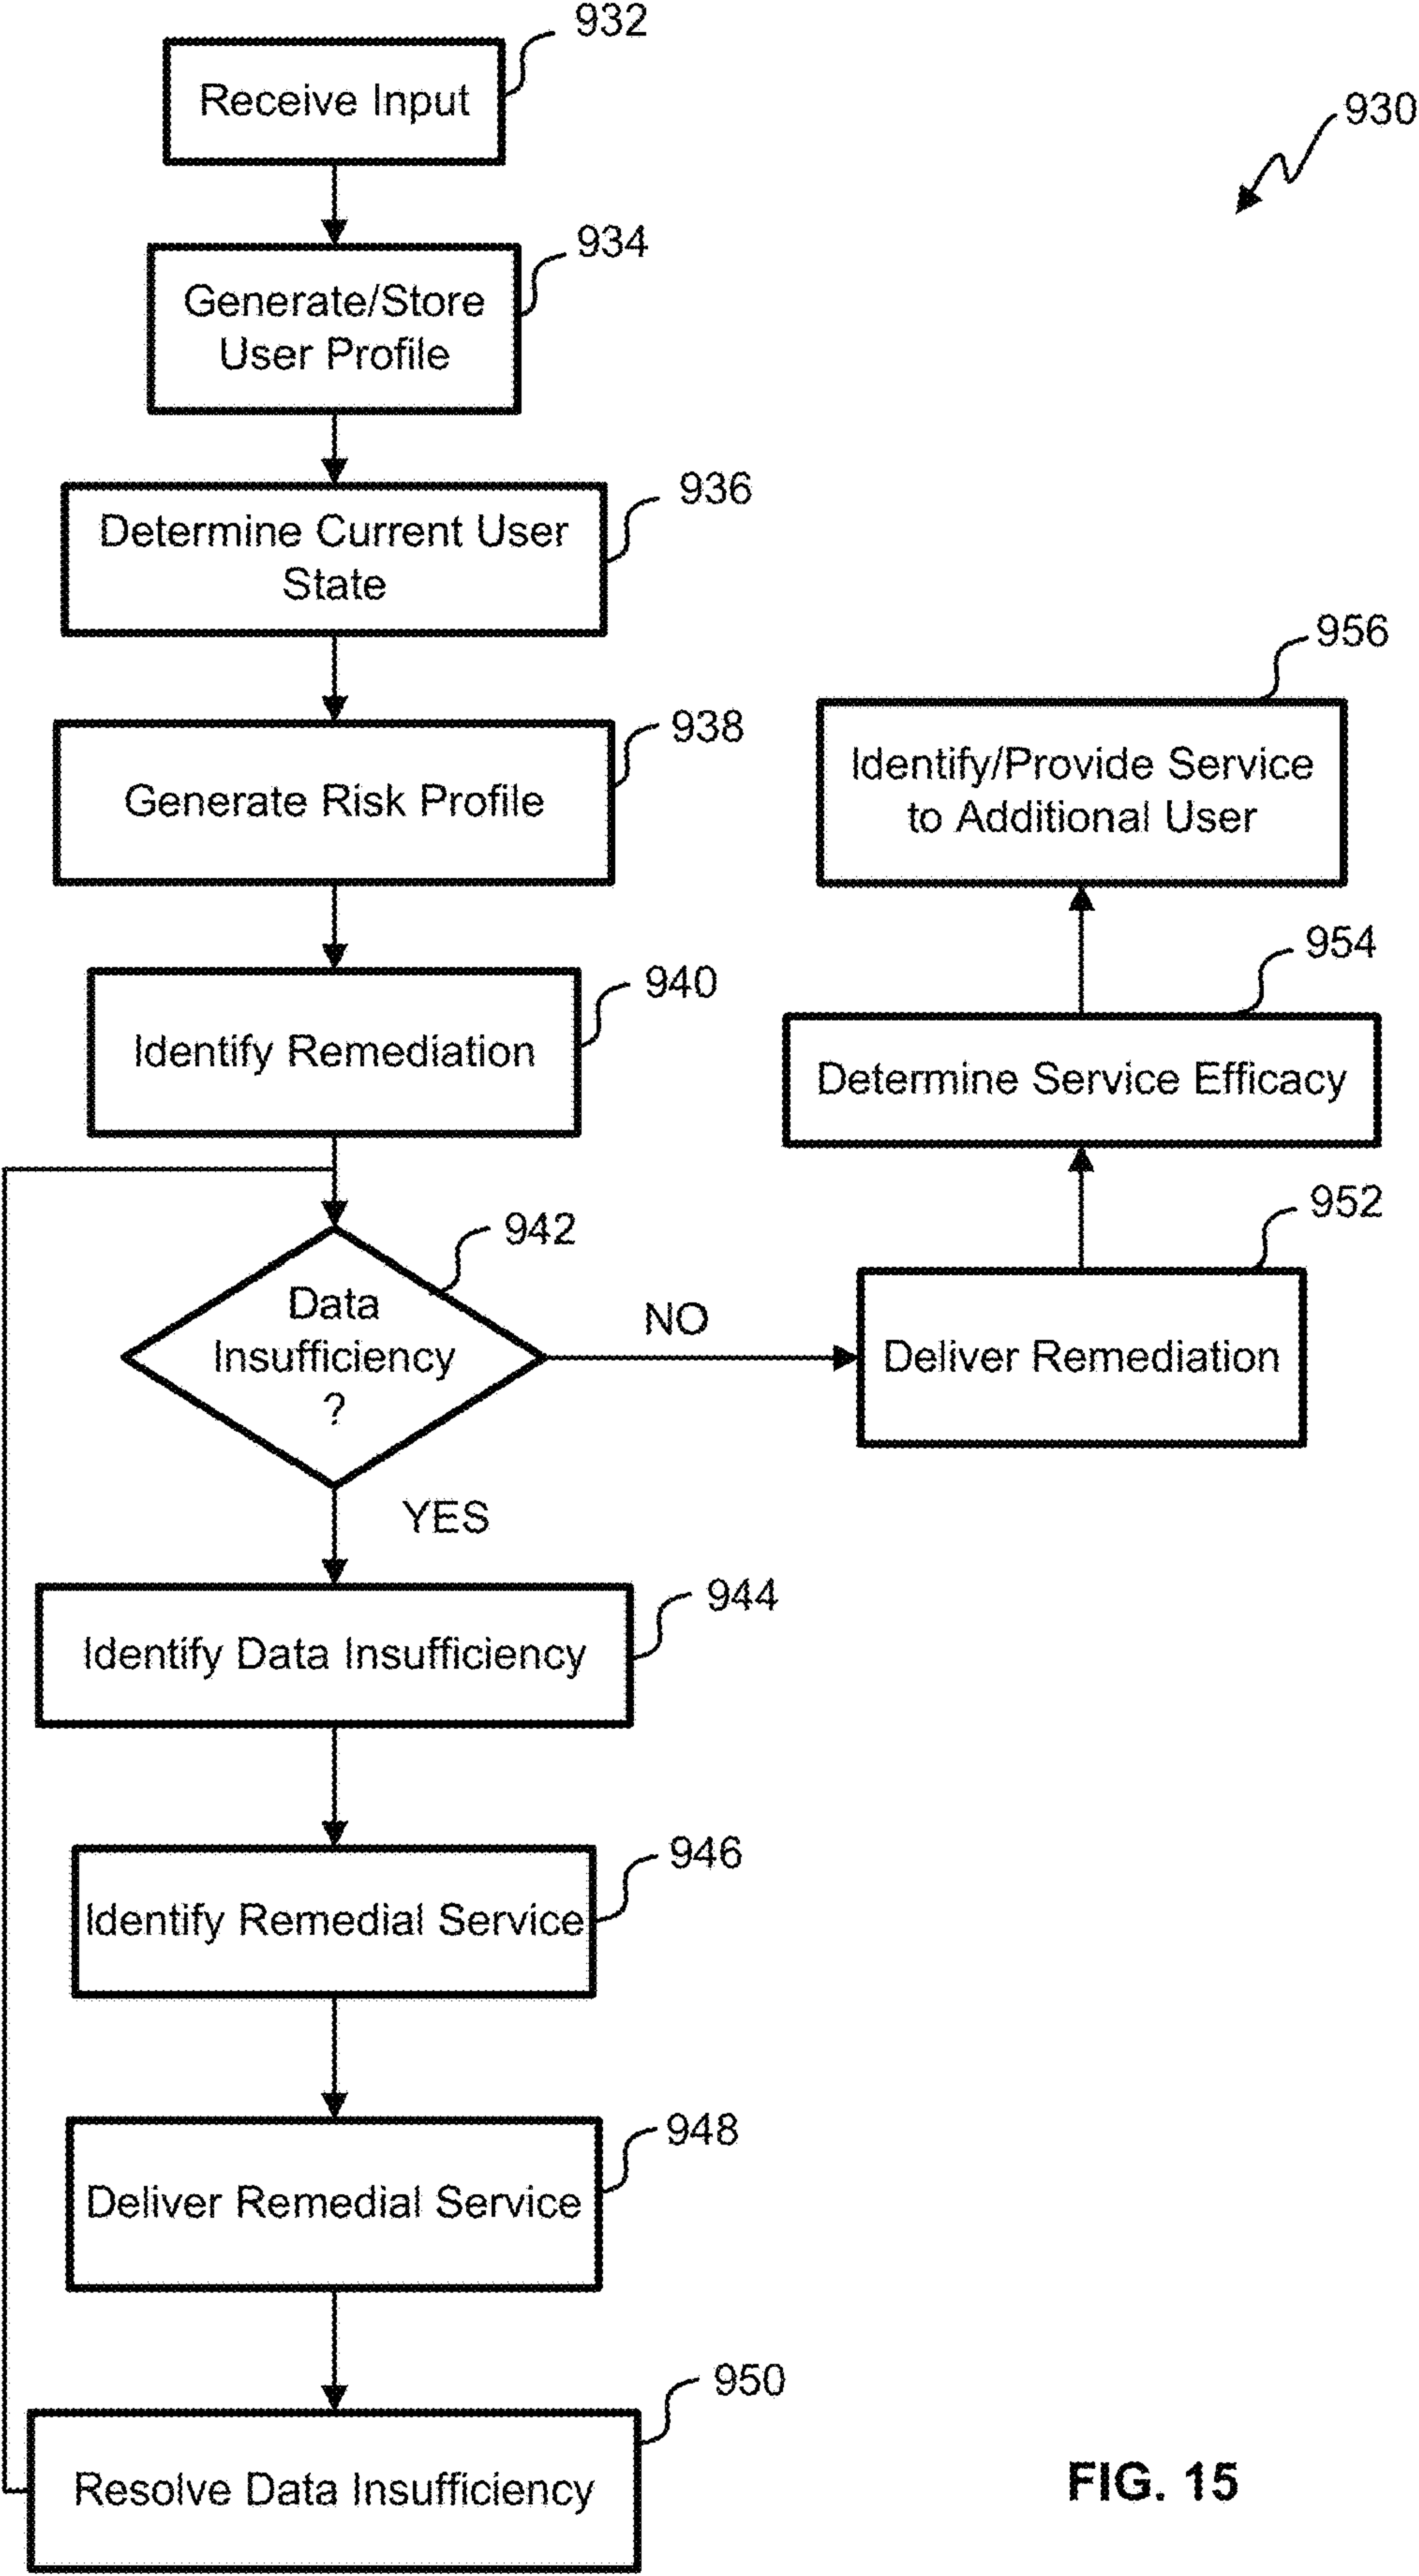 932
Receive Input
930
934
Generate/Store
User Profile
936
Determine Current User
State
938
Generate Risk Profile
940
Identify Remediation
942
Data
Insufficiency
?
NO
YES
944
Identify Data Insufficiency
946
Identify Remedial Service
948
Deliver Remedial Service
950
Resolve Data Insufficiency
956
Identify/Provide Service
to Additional User
954
Determine Service Efficacy
952
Deliver Remediation
FIG. 15